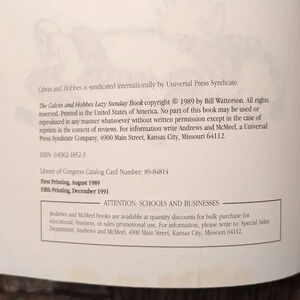 Calvin and Hobbes is syndicated internationally by Universal Press Syndicate.
The Calvin and Hobbes Lazy Sunday Book copyright © 1989 by Bill Watterson. All rights
reserved. Printed in the United States of America. No part of this book may be used or
reproduced in any manner whatsoever without written permission except in the case of
reprints in the context of reviews. For information write Andrews and McMeel, a Universal
Press Syndicate Company, 4900 Main Street, Kansas City, Missouri 64112.
ISBN: 0-8362-1852-3
Library of Congress Catalog Card Number: 89-84814
First Printing, August 1989
Fifth Printing, December 1991
ATTENTION: SCHOOLS AND BUSINESSES
Andrews and McMeel books are available at quantity discounts for bulk purchase for
educational, business, or sales promotional use. For information, please write to: Special Sales
Department, Andrews and McMeel, 4900 Main Street, Kansas City, Missouri 64112.